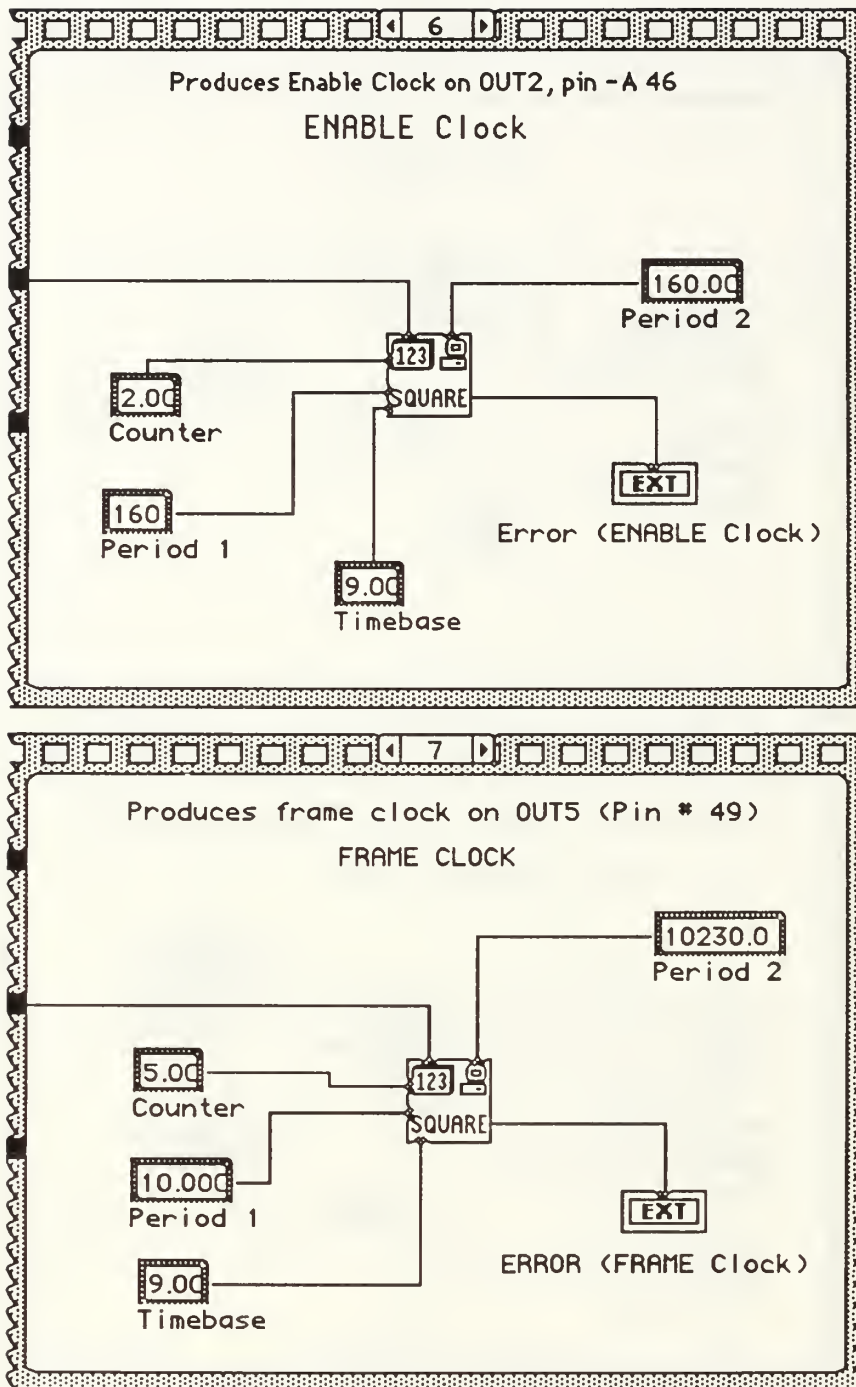 6
Produces Enable Clock on OUT2, pin -A 46
ENABLE Clock
160.00
Period 2
123
SQUARE
2.00
Counter
EXT
Error (ENABLE Clock)
160
Period 1
9.00
Timebase
7
Produces frame clock on OUT5 (Pin # 49)
FRAME CLOCK
10230.0
Period 2
5.00
Counter
123
SQUARE
10.000
Period 1
EXT
ERROR (FRAME Clock)
9.00
Timebase